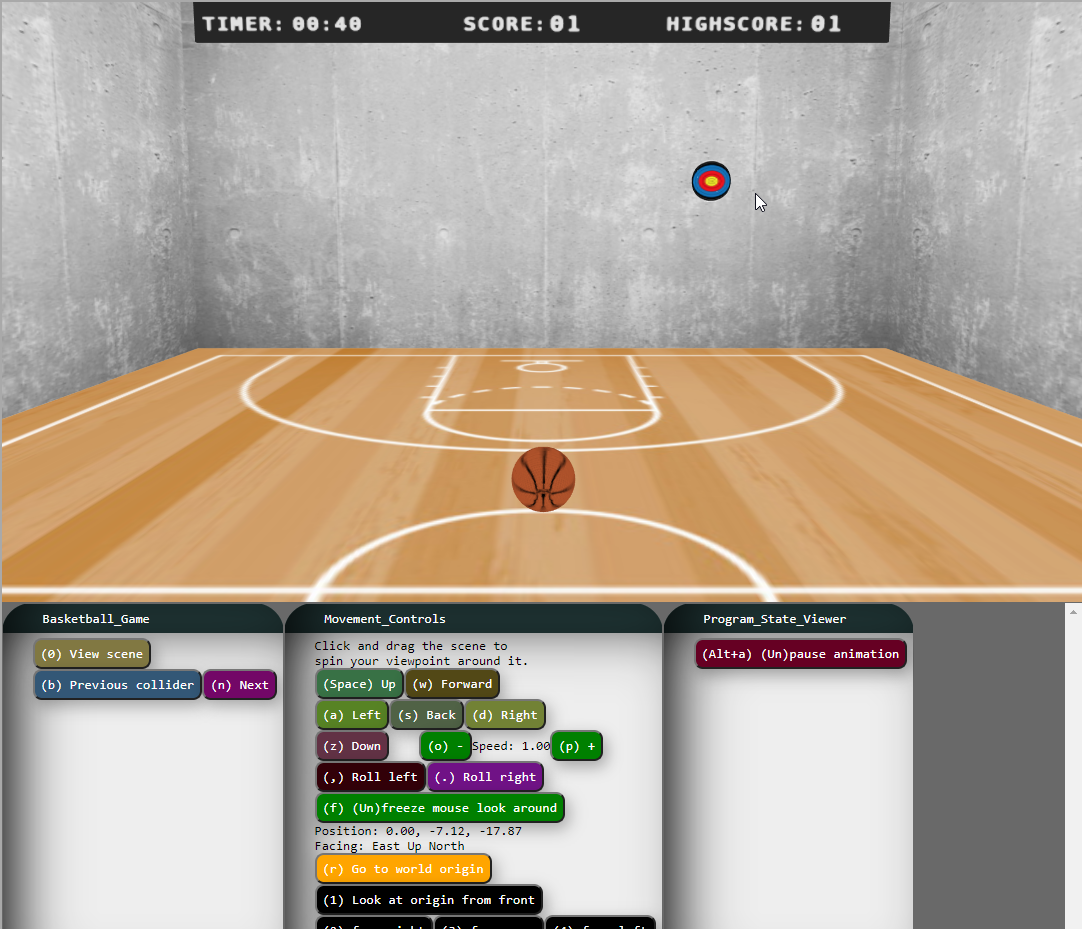 TIMER: 00:40 SCORE: 01 HIGHSCORE: 01
Basketball_Game Movement_Controls Program_State_Viewer
(0) View scene
(b) Previous collider (n) Next
Click and drag the scene to
spin your viewpoint around it.
(Space) Up (w) Forward
(a) Left (s) Back (d) Right
(z) Down (o) - Speed: 1.00 (p) +
(,) Roll left (.) Roll right
(f) (Un)freeze mouse look around
Position: 0.00, -7.12, -17.87
Facing: East Up North
(r) Go to world origin
(1) Look at origin from front
(Alt+a) (Un)pause animation